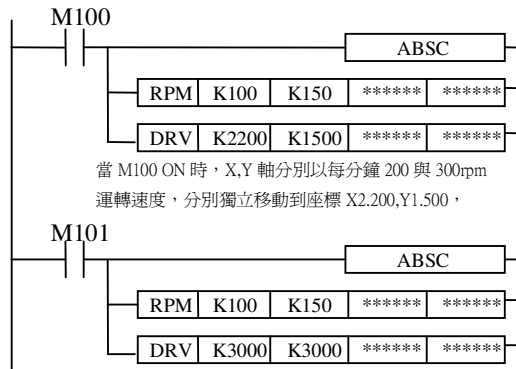 M100
ABSC
RPM K100 K150 ****** ******
DRV K2200 K1500 ****** ******
當 M100 ON 時，X,Y 軸分別以每分鐘 200 與 300rpm
運轉速度，分別獨立移動到座標 X2.200,Y1.500，
M101
ABSC
RPM K100 K150 ****** ******
DRV K3000 K3000 ****** ******